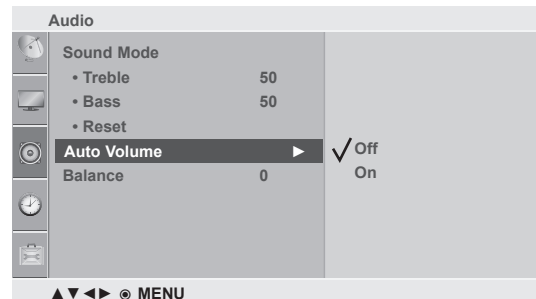 Audio
Sound Mode
• Treble 50
• Bass 50
• Reset
Auto Volume ► ✓ Off
Balance 0 On
▲▼◄► ◉ MENU